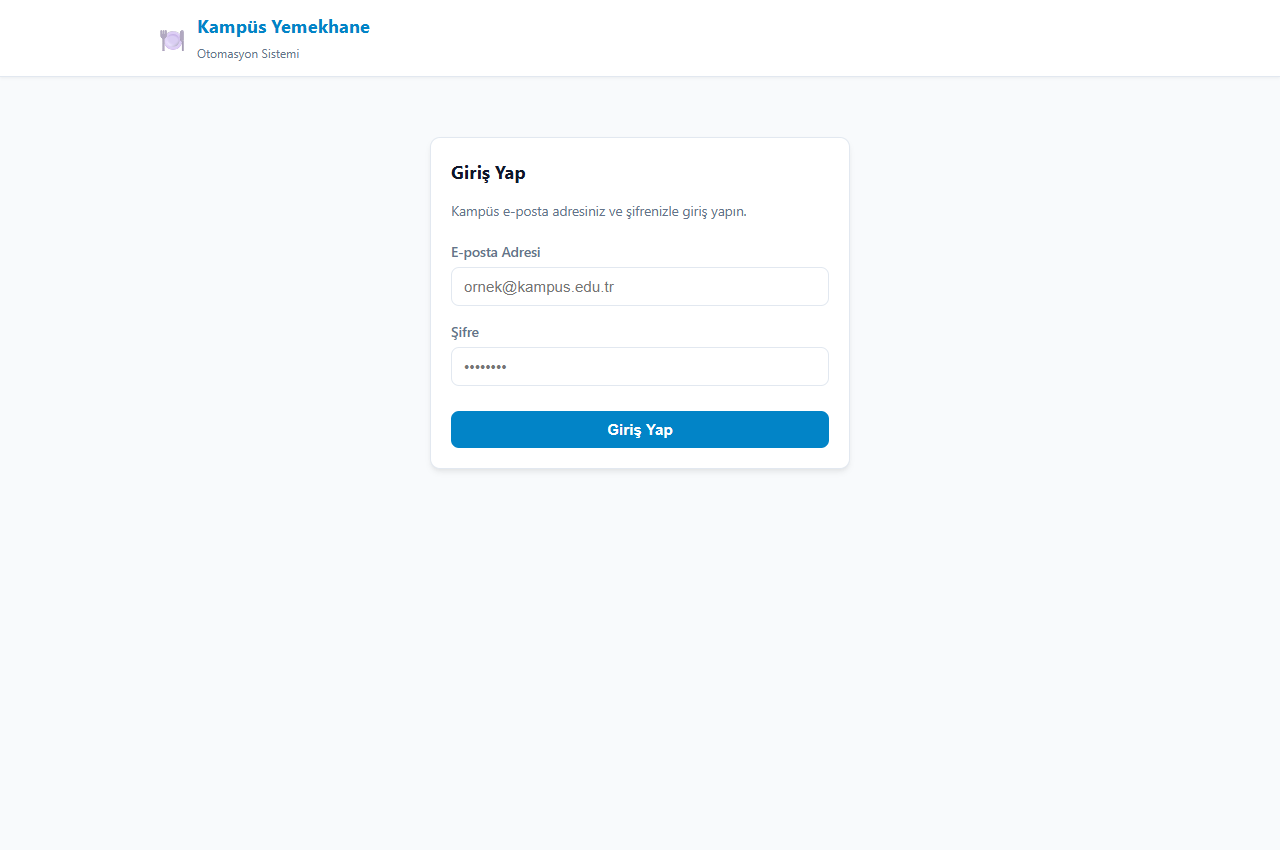 Kampüs Yemekhane
Otomasyon Sistemi
Giriş Yap
Kampüs e-posta adresiniz ve şifrenizle giriş yapın.
E-posta Adresi
ornek@kampus.edu.tr
Şifre
••••••••
Giriş Yap